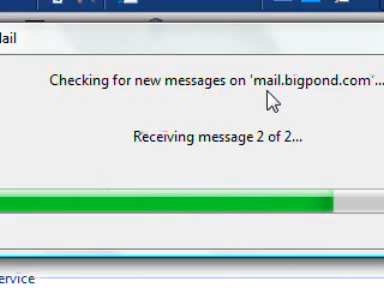 ail
Checking for new messages on 'mail.bigpond.com'...
Receiving message 2 of 2...
ervice